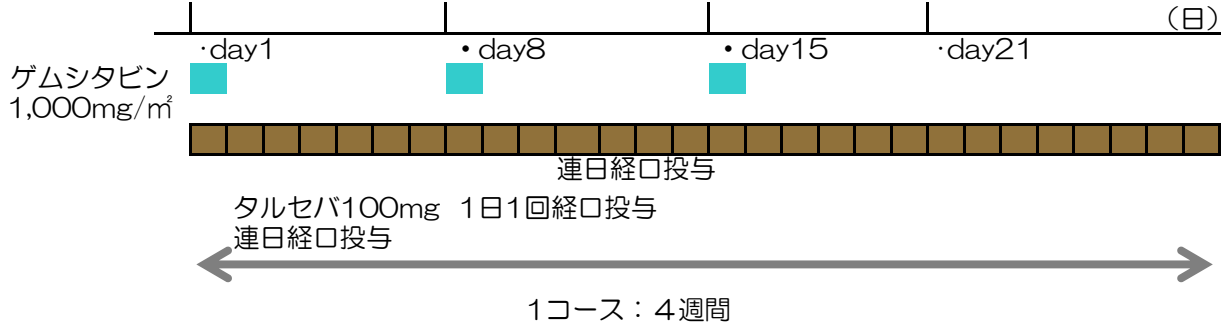 （日）
・day1
• day8
• day15
・day21
ゲムシタビン
1,000mg/㎡
連日経口投与
タルセバ100mg 1日1回経口投与
連日経口投与
1コース：４週間